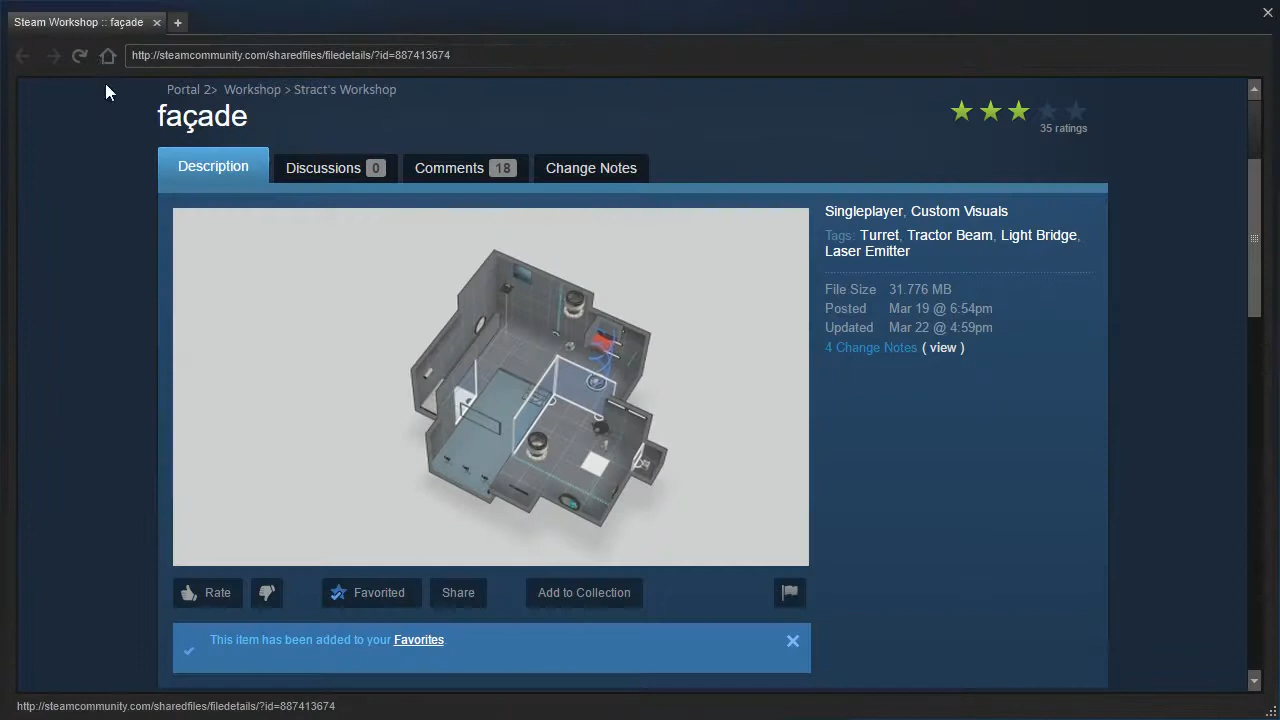 Steam Workshop :: façade
http://steamcommunity.com/sharedfiles/filedetails/?id=887413674
Portal 2> Workshop > Stract's Workshop
façade
35 ratings
Description
Discussions 0
Comments 18
Change Notes
Singleplayer, Custom Visuals
Tags: Turret, Tractor Beam, Light Bridge,
Laser Emitter
File Size 31.776 MB
Posted Mar 19 @ 6:54pm
Updated Mar 22 @ 4:59pm
4 Change Notes ( view )
Rate
Favorited
Share
Add to Collection
This item has been added to your Favorites
http://steamcommunity.com/sharedfiles/filedetails/?id=887413674